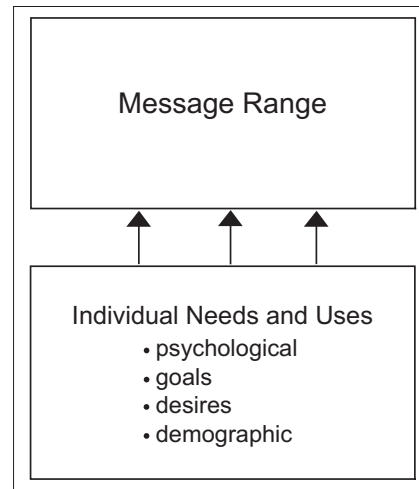 Message Range
Individual Needs and Uses
• psychological
• goals
• desires
• demographic